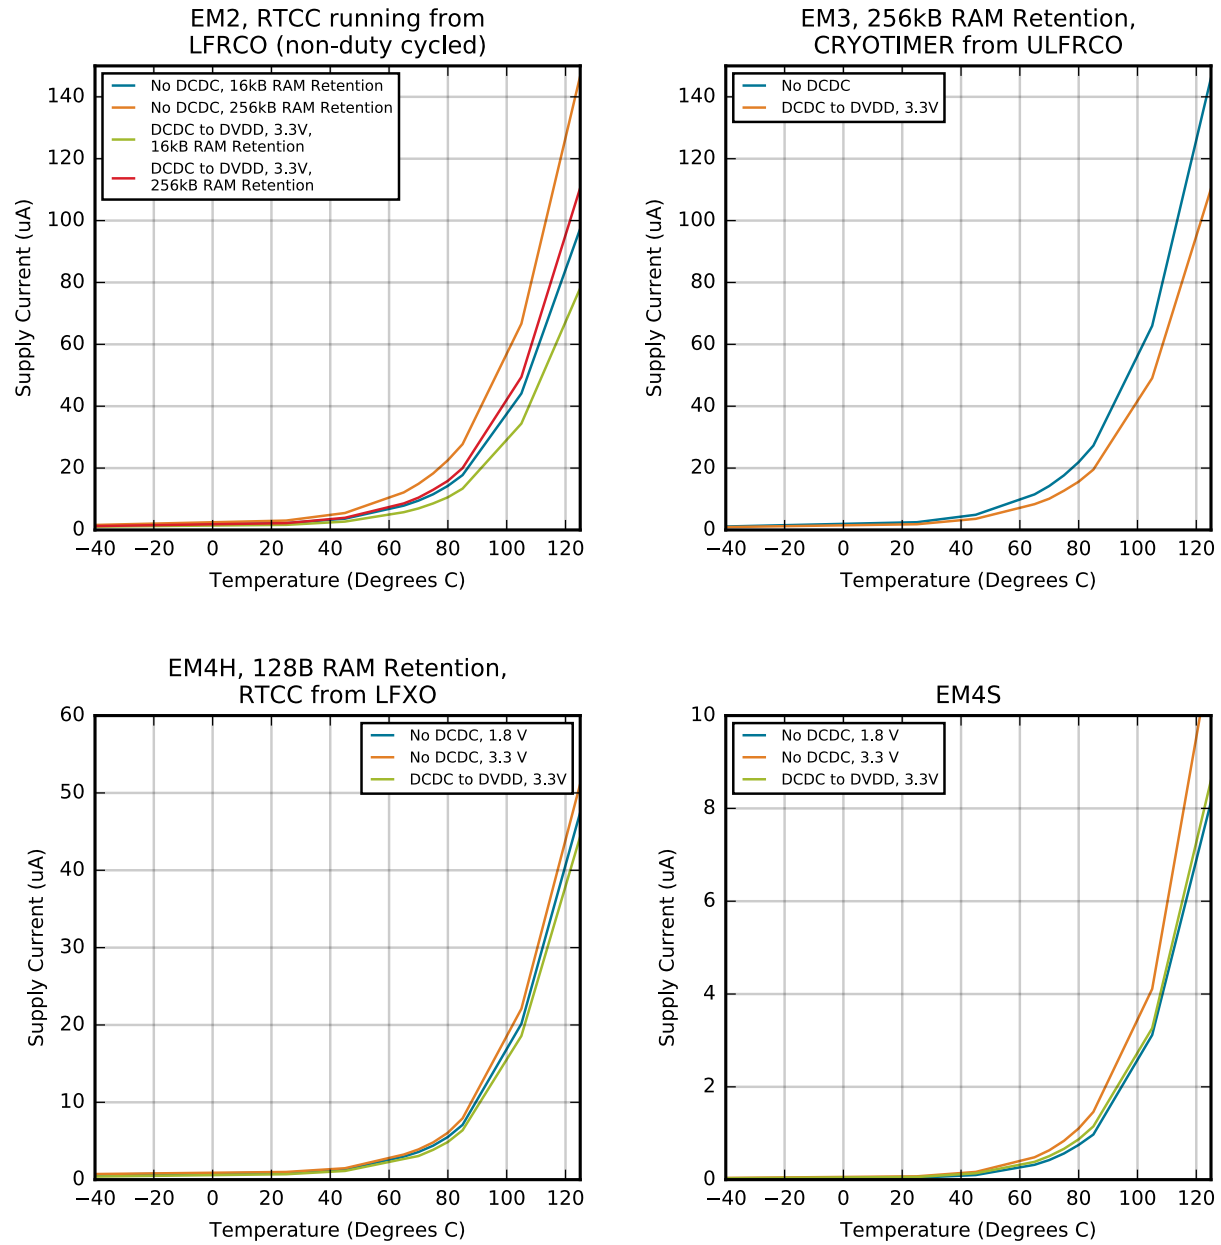 EM2, RTCC running from
LFRCO (non-duty cycled)
No DCDC, 16kB RAM Retention
No DCDC, 256kB RAM Retention
DCDC to DVDD, 3.3V,
16kB RAM Retention
DCDC to DVDD, 3.3V,
256kB RAM Retention
140
120
100
80
60
40
20
0
Supply Current (uA)
−40 −20 0 20 40 60 80 100 120
Temperature (Degrees C)
EM3, 256kB RAM Retention,
CRYOTIMER from ULFRCO
No DCDC
DCDC to DVDD, 3.3V
140
120
100
80
60
40
20
0
Supply Current (uA)
−40 −20 0 20 40 60 80 100 120
Temperature (Degrees C)
EM4H, 128B RAM Retention,
RTCC from LFXO
No DCDC, 1.8 V
No DCDC, 3.3 V
DCDC to DVDD, 3.3V
60
50
40
30
20
10
0
Supply Current (uA)
−40 −20 0 20 40 60 80 100 120
Temperature (Degrees C)
EM4S
No DCDC, 1.8 V
No DCDC, 3.3 V
DCDC to DVDD, 3.3V
10
8
6
4
2
0
Supply Current (uA)
−40 −20 0 20 40 60 80 100 120
Temperature (Degrees C)